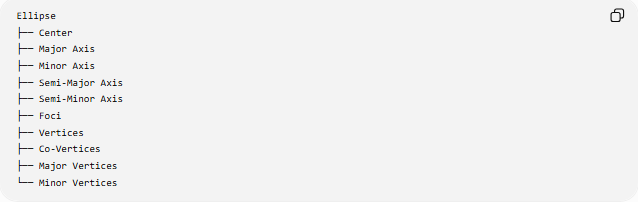 Ellipse
├── Center
├── Major Axis
├── Minor Axis
├── Semi-Major Axis
├── Semi-Minor Axis
├── Foci
├── Vertices
├── Co-Vertices
├── Major Vertices
└── Minor Vertices